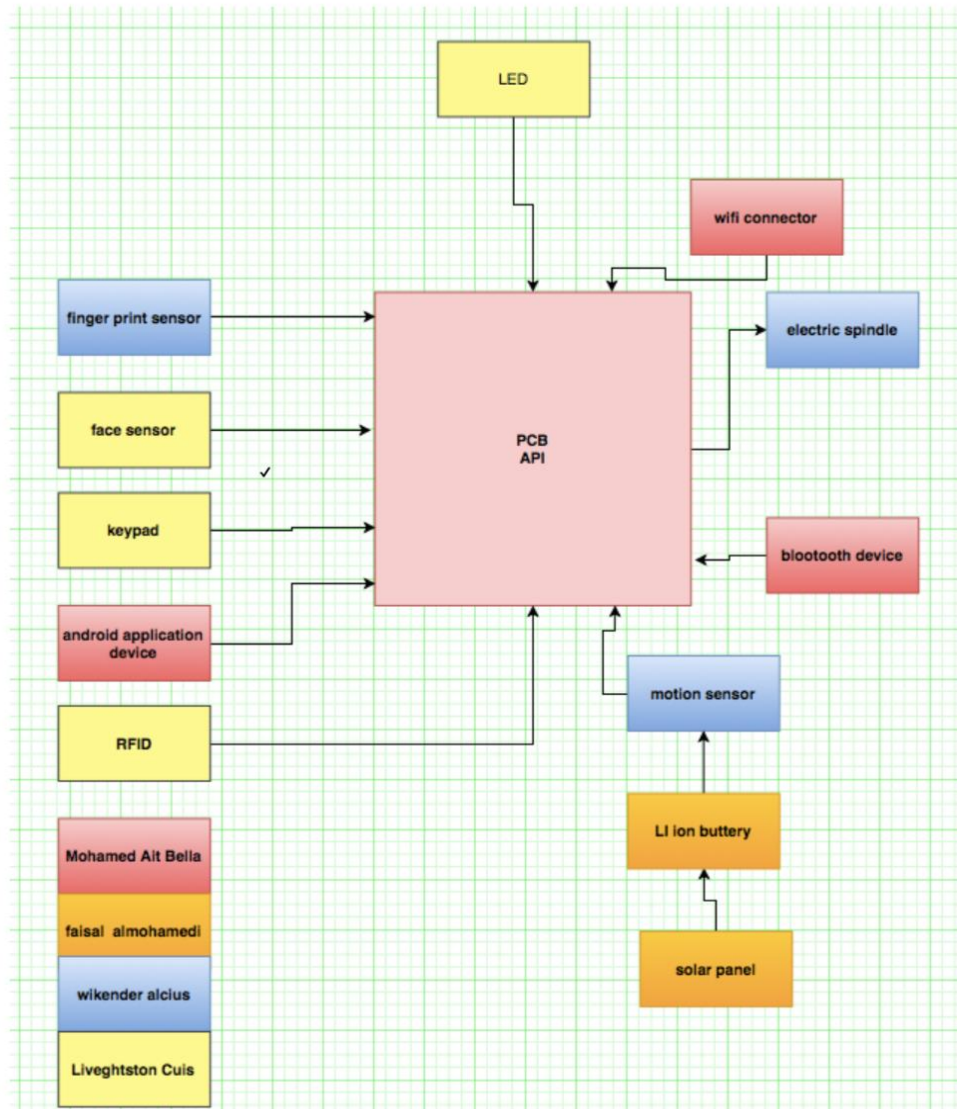 LED
wifi connector
finger print sensor
electric spindle
face sensor
PCB
API
keypad
blootooth device
android application
device
motion sensor
RFID
LI ion buttery
Mohamed Ait Bella
faisal almohamedi
solar panel
wikender alcius
Liveghtston Cuis